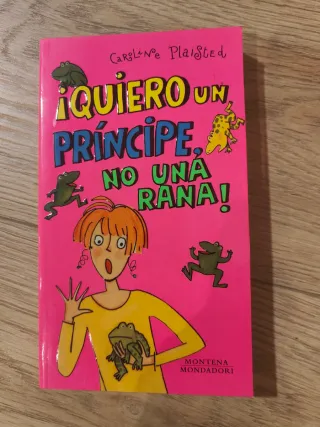 Caroline Plaisted
¡QUIERO UN
PRÍNCIPE,
NO UNA
RANA!
MONTENA
MONDADORI